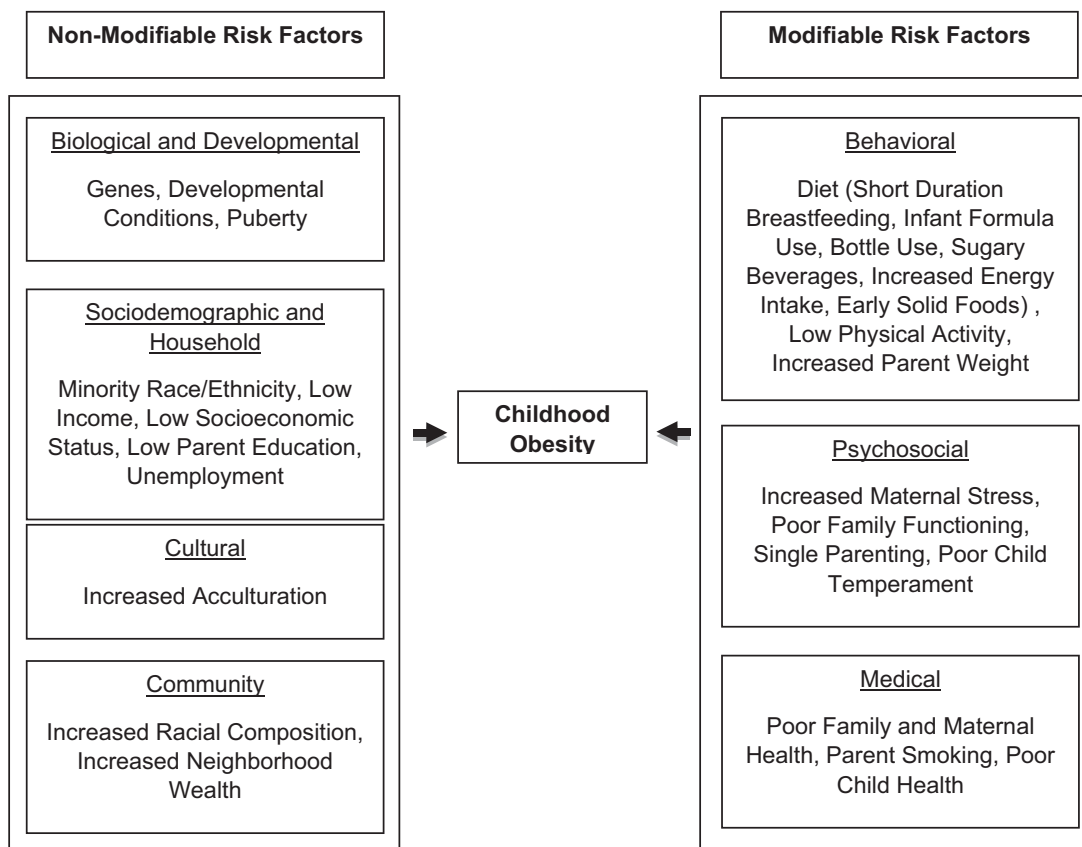 Non-Modifiable Risk Factors
Biological and Developmental
Genes, Developmental
Conditions, Puberty
Sociodemographic and
Household
Minority Race/Ethnicity, Low
Income, Low Socioeconomic
Status, Low Parent Education,
Unemployment
Cultural
Increased Acculturation
Community
Increased Racial Composition,
Increased Neighborhood
Wealth
Childhood
Obesity
Modifiable Risk Factors
Behavioral
Diet (Short Duration
Breastfeeding, Infant Formula
Use, Bottle Use, Sugary
Beverages, Increased Energy
Intake, Early Solid Foods) ,
Low Physical Activity,
Increased Parent Weight
Psychosocial
Increased Maternal Stress,
Poor Family Functioning,
Single Parenting, Poor Child
Temperament
Medical
Poor Family and Maternal
Health, Parent Smoking, Poor
Child Health